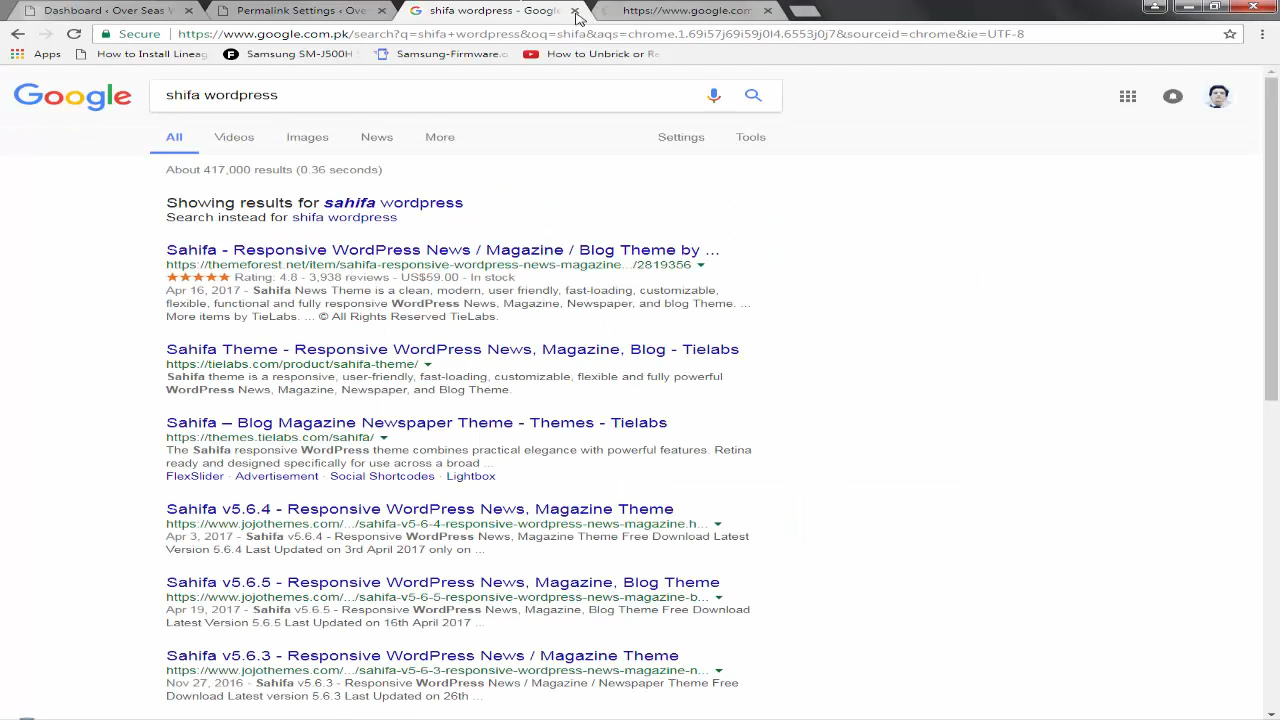 Dashboard ‹ Over Seas
Permalink Settings ‹ Ove
shifa wordpress - Google
https://www.google.com
Secure
https://www.google.com.pk/search?q=shifa+wordpress&oq=shifa&aqs=chrome.1.69i57j69i59j0l4.6553j0j7&sourceid=chrome&ie=UTF-8
Apps
How to Install Lineag
Samsung SM-J500H
Samsung-Firmware.
How to Unbrick or Re
Google
shifa wordpress
All
Videos
Images
News
More
Settings
Tools
About 417,000 results (0.36 seconds)
Showing results for sahifa wordpress
Search instead for shifa wordpress
Sahifa - Responsive WordPress News / Magazine / Blog Theme by ...
https://themeforest.net/item/sahifa-responsive-wordpress-news-magazine.../2819356
Rating: 4.8 - 3,938 reviews - US$59.00 - In stock
Apr 16, 2017 - Sahifa News Theme is a clean, modern, user friendly, fast-loading, customizable,
flexible, functional and fully responsive WordPress News, Magazine, Newspaper, and blog Theme. ...
More items by TieLabs. ... © All Rights Reserved TieLabs.
Sahifa Theme - Responsive WordPress News, Magazine, Blog - Tielabs
https://tielabs.com/product/sahifa-theme/
Sahifa theme is a responsive, user-friendly, fast-loading, customizable, flexible and fully powerful
WordPress News, Magazine, Newspaper, and Blog Theme.
Sahifa – Blog Magazine Newspaper Theme - Themes - Tielabs
https://themes.tielabs.com/sahifa/
The Sahifa responsive WordPress theme combines practical elegance with powerful features. Retina
ready and designed specifically for use across a broad ...
FlexSlider · Advertisement · Social Shortcodes · Lightbox
Sahifa v5.6.4 - Responsive WordPress News, Magazine Theme
https://www.jojothemes.com/.../sahifa-v5-6-4-responsive-wordpress-news-magazine.h...
Apr 3, 2017 - Sahifa v5.6.4 - Responsive WordPress News, Magazine Theme Free Download Latest
Version 5.6.4 Last Updated on 3rd April 2017 only on ...
Sahifa v5.6.5 - Responsive WordPress News, Magazine, Blog Theme
https://www.jojothemes.com/.../sahifa-v5-6-5-responsive-wordpress-news-magazine-b...
Apr 19, 2017 - Sahifa v5.6.5 - Responsive WordPress News, Magazine, Blog Theme Free Download
Latest Version 5.6.5 Last Updated on 16th April 2017 ...
Sahifa v5.6.3 - Responsive WordPress News / Magazine Theme
https://www.jojothemes.com/.../sahifa-v5-6-3-responsive-wordpress-news-magazine-n...
Nov 27, 2016 - Sahifa v5.6.3 - Responsive WordPress News / Magazine / Newspaper Theme Free
Download Latest version 5.6.3 Last Updated on 26th ...